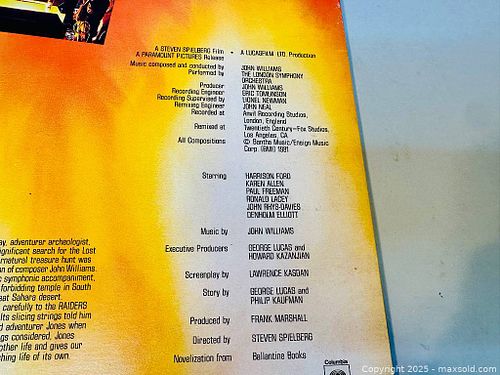 A STEVEN SPIELBERG Film • A LUCASFILM LTD. Production
A PARAMOUNT PICTURES Release
Music composed and conducted by JOHN WILLIAMS
Performed by THE LONDON SYMPHONY
ORCHESTRA
Producer JOHN WILLIAMS
Recording Engineer ERIC TOMLINSON
Recording Supervised by LIONEL NEWMAN
Remixing Engineer JOHN NEAL
Recorded at Anvil Recording Studios,
London, England
Remixed at Twentieth Century-Fox Studios,
Los Angeles, CA
All Compositions © Bantha Music/Ensign Music
Corp. (BMI) 1981
Starring HARRISON FORD
KAREN ALLEN
PAUL FREEMAN
RONALD LACEY
JOHN RHYS-DAVIES
DENHOLM ELLIOTT
Music by JOHN WILLIAMS
Executive Producers GEORGE LUCAS and
HOWARD KAZANJIAN
Screenplay by LAWRENCE KASDAN
Story by GEORGE LUCAS and
PHILIP KAUFMAN
Produced by FRANK MARSHALL
Directed by STEVEN SPIELBERG
Novelization from Ballantine Books
adventurer archeologist,
significant search for the Lost
ernatural treasure hunt was
n of composer John Williams.
symphonic accompaniment,
forbidding temple in South
eat Sahara desert.
carefully to the RAIDERS
Its slicing strings told him
d adventurer Jones when
gs considered, Jones
other life and gives our
ching life of its own.
Columbia
Copyright 2025 - maxsold.com